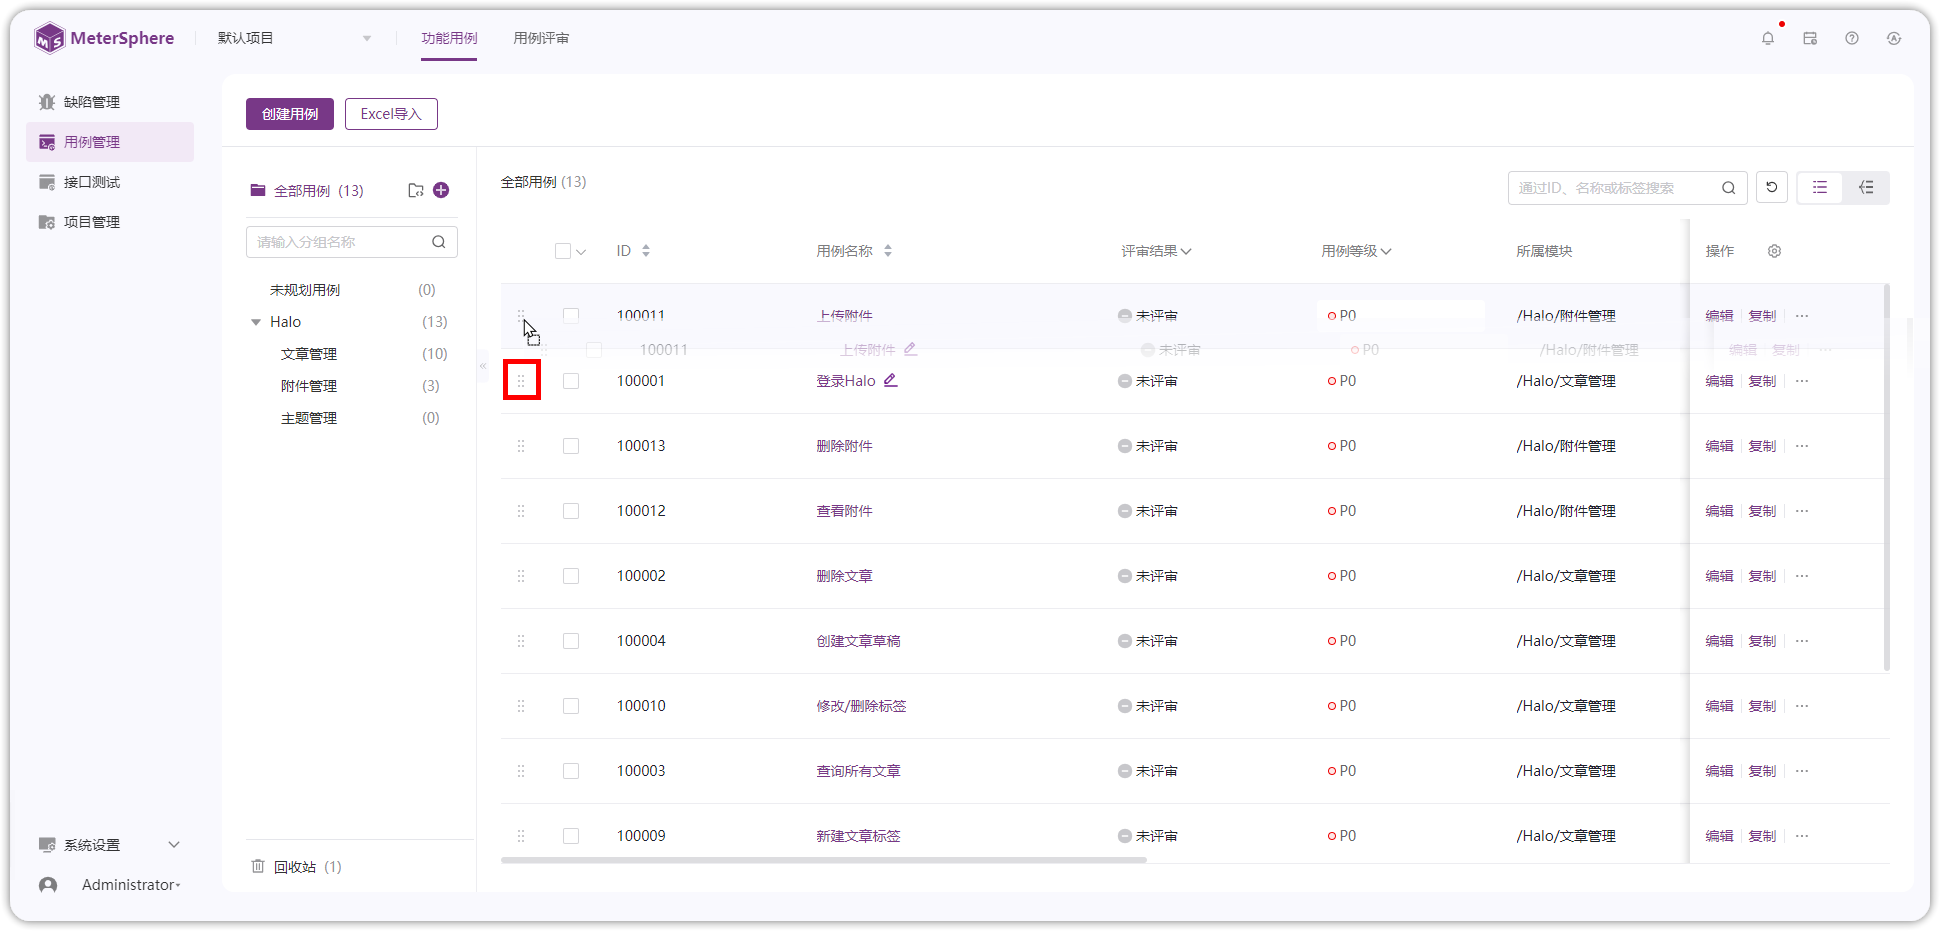 MeterSphere
默认项目
功能用例
用例评审
缺陷管理
用例管理
接口测试
项目管理
系统设置
Administrator
创建用例
Excel导入
全部用例 (13)
请输入分组名称
未规划用例 (0)
Halo (13)
文章管理 (10)
附件管理 (3)
主题管理 (0)
回收站 (1)
全部用例 (13)
通过ID、名称或标签搜索
ID 用例名称 评审结果 用例等级 所属模块 操作
100011 上传附件 未评审 P0 /Halo/附件管理 编辑 复制 ...
100011 上传附件 未评审 P0 /Halo/附件管理 编辑 复制 ...
100001 登录Halo 未评审 P0 /Halo/文章管理 编辑 复制 ...
100013 删除附件 未评审 P0 /Halo/附件管理 编辑 复制 ...
100012 查看附件 未评审 P0 /Halo/附件管理 编辑 复制 ...
100002 删除文章 未评审 P0 /Halo/文章管理 编辑 复制 ...
100004 创建文章草稿 未评审 P0 /Halo/文章管理 编辑 复制 ...
100010 修改/删除标签 未评审 P0 /Halo/文章管理 编辑 复制 ...
100003 查询所有文章 未评审 P0 /Halo/文章管理 编辑 复制 ...
100009 新建文章标签 未评审 P0 /Halo/文章管理 编辑 复制 ...